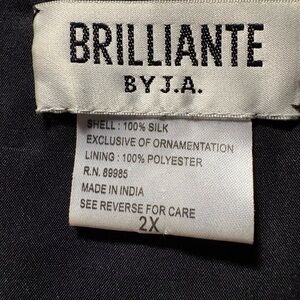 BRILLIANTE
BY J.A.
SHELL : 100% SILK
EXCLUSIVE OF ORNAMENTATION
LINING : 100% POLYESTER
R.N. 89985
MADE IN INDIA
SEE REVERSE FOR CARE
2X